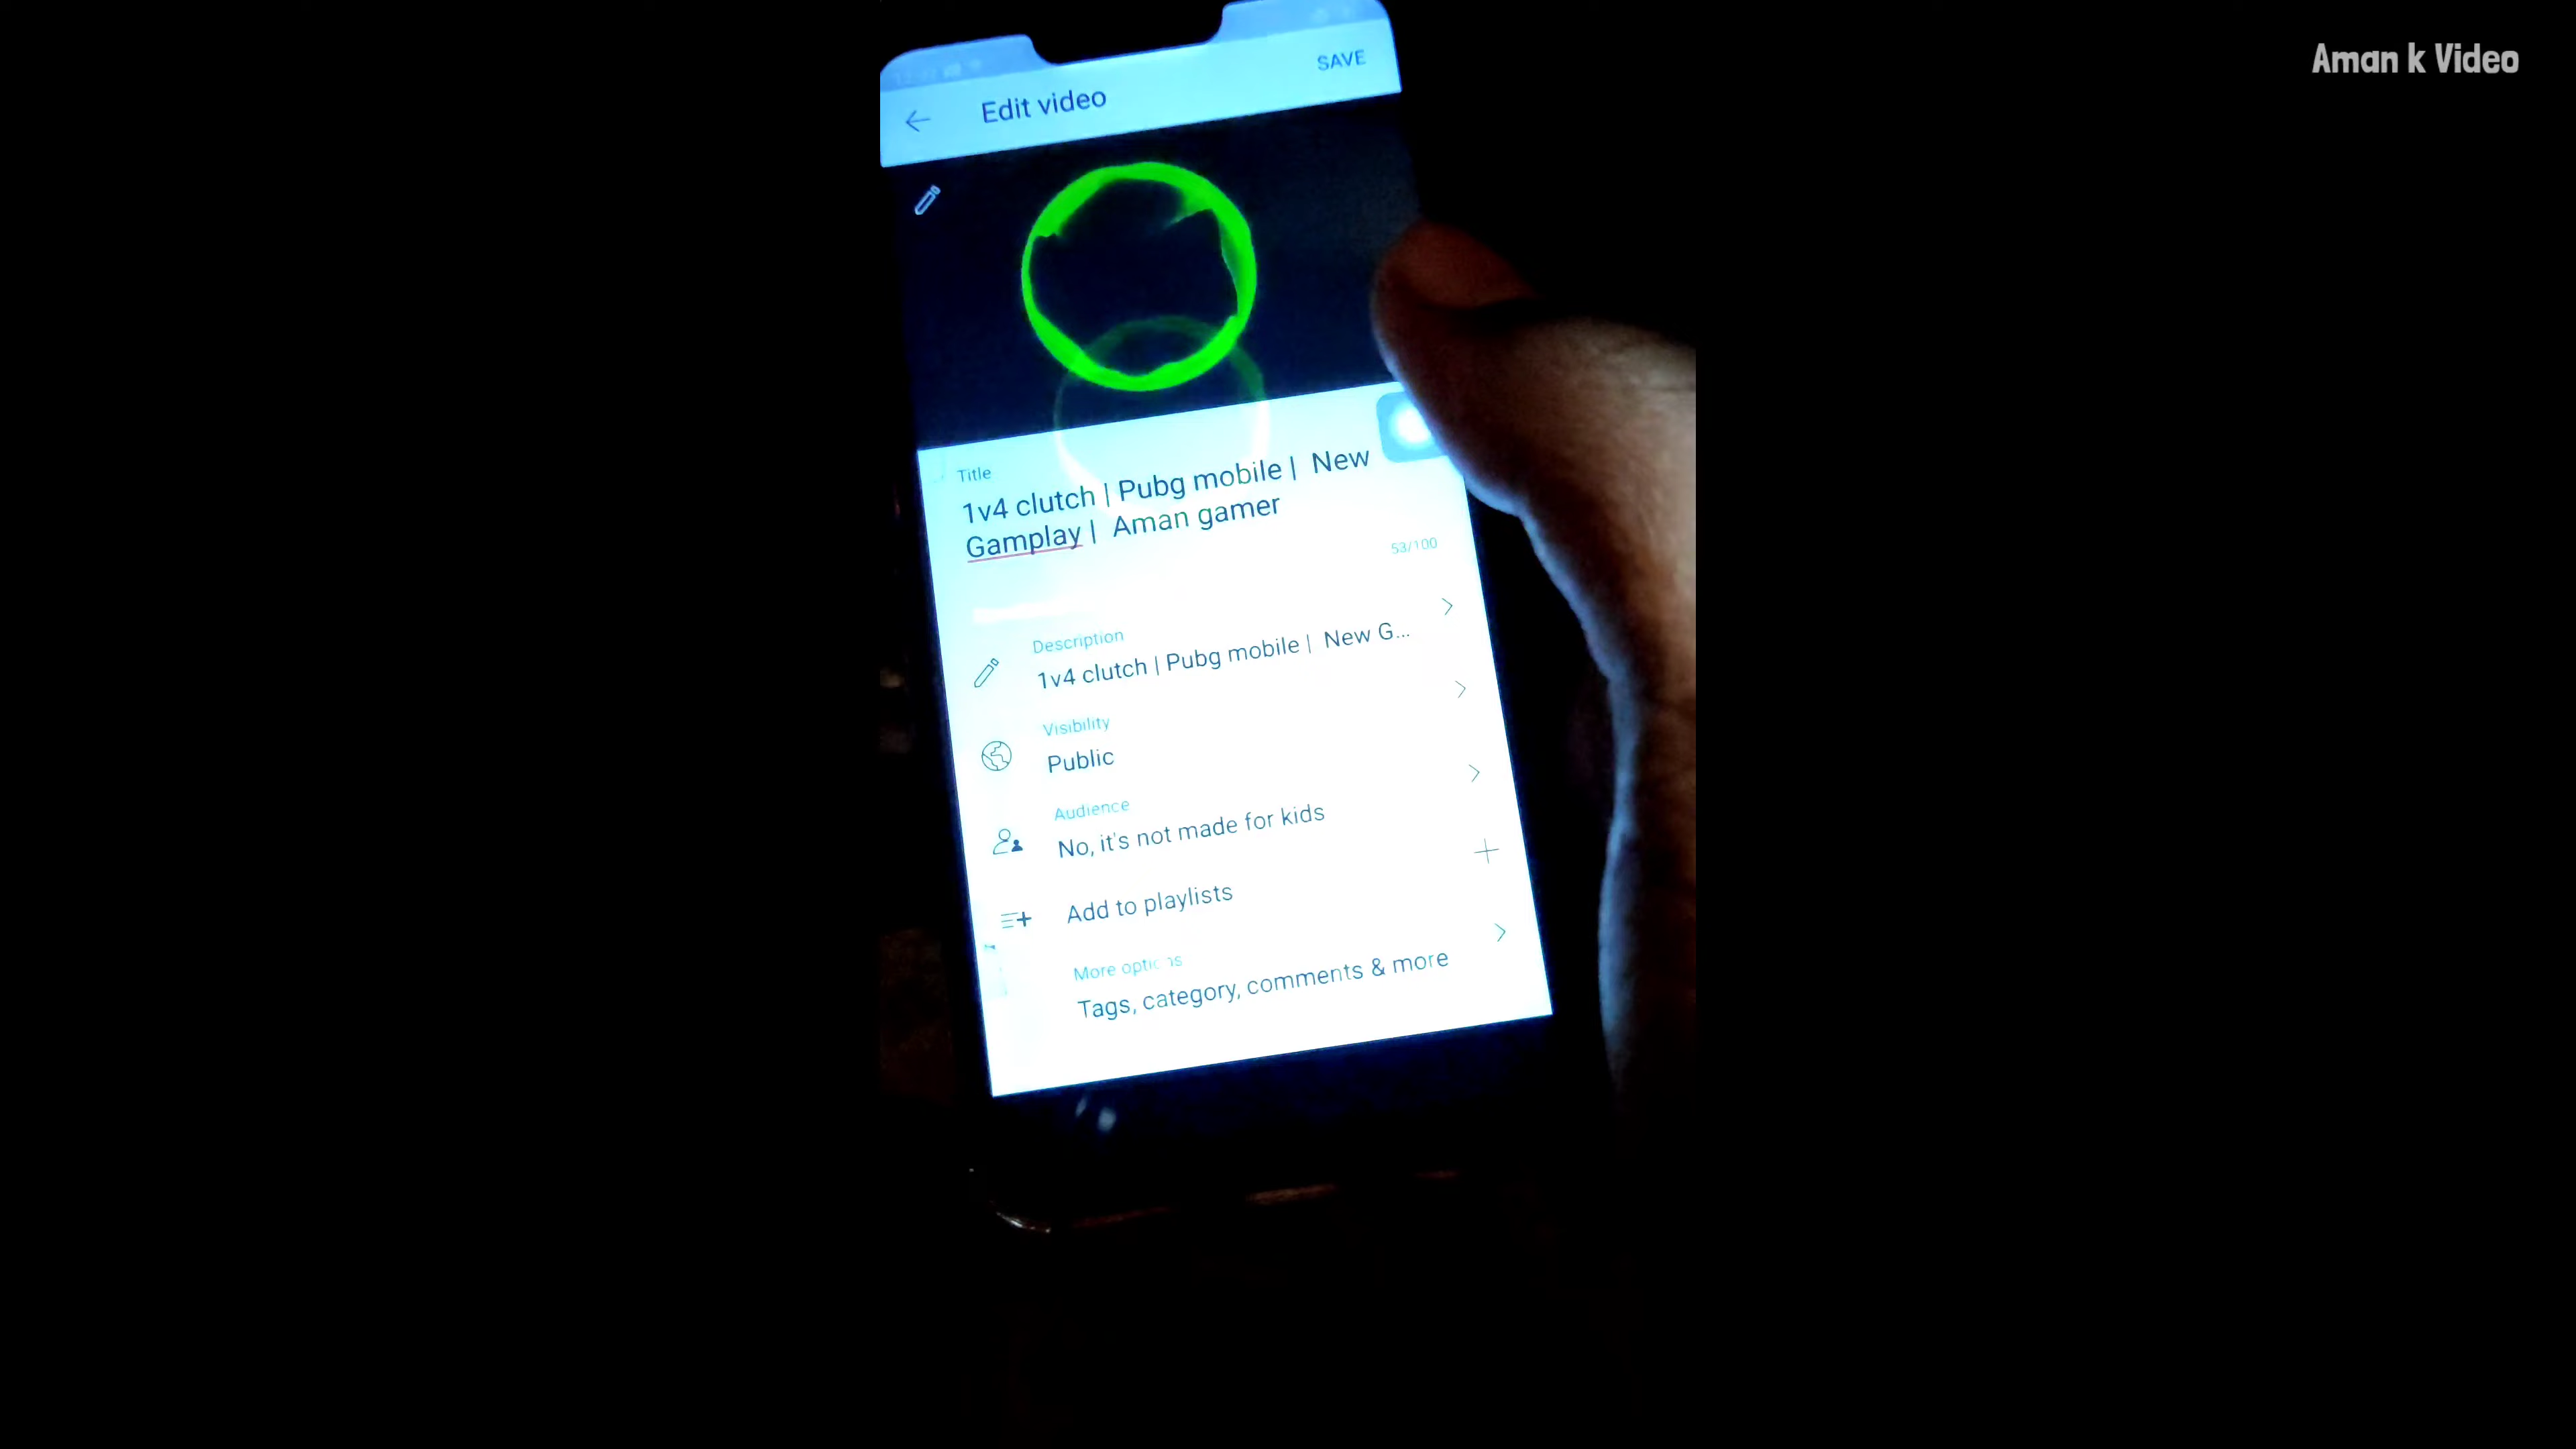 Aman k Video
SAVE
Edit video
Title
1v4 clutch | Pubg mobile | New
Gamplay | Aman gamer
53/100
Description
1v4 clutch | Pubg mobile | New G...
Visibility
Public
Audience
No, it's not made for kids
Add to playlists
More options
Tags, category, comments & more